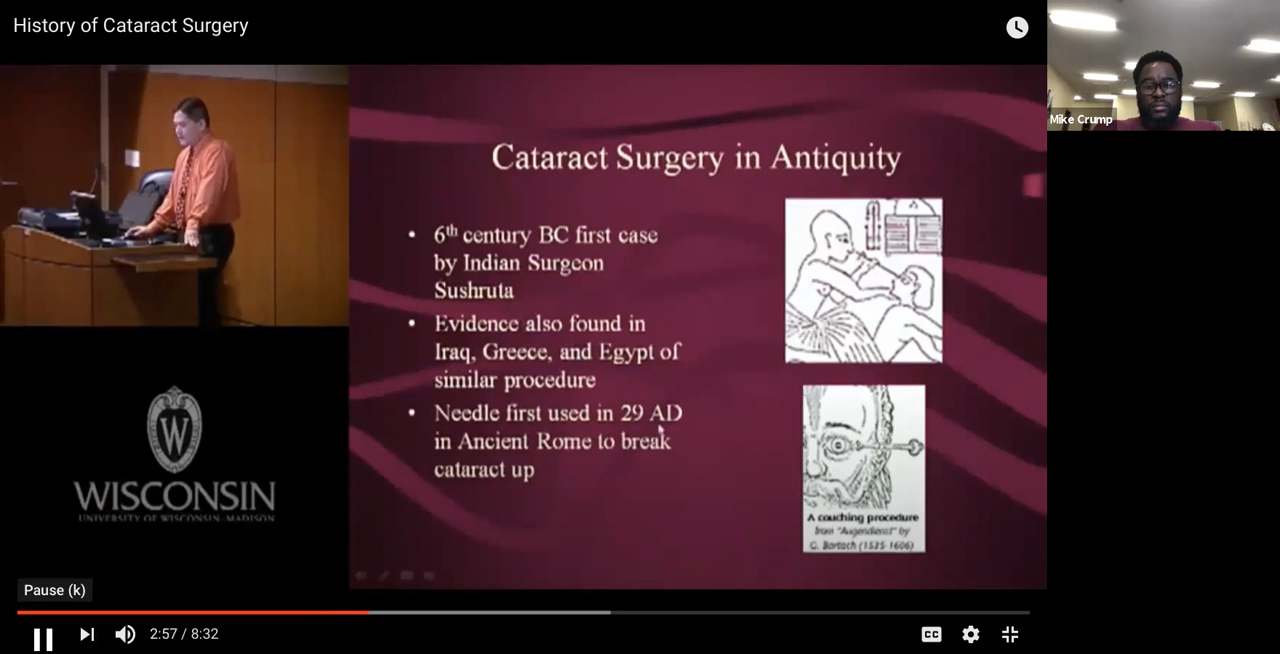 History of Cataract Surgery
Mike Crump
Cataract Surgery in Antiquity
• 6th century BC first case
by Indian Surgeon
Sushruta
• Evidence also found in
Iraq, Greece, and Egypt of
similar procedure
• Needle first used in 29 AD
in Ancient Rome to break
cataract up
A couching procedure
from "Augendienst" by
G. Bartsch (1535-1606)
W
WISCONSIN
UNIVERSITY OF WISCONSIN-MADISON
Pause (k)
2:57 / 8:32
CC